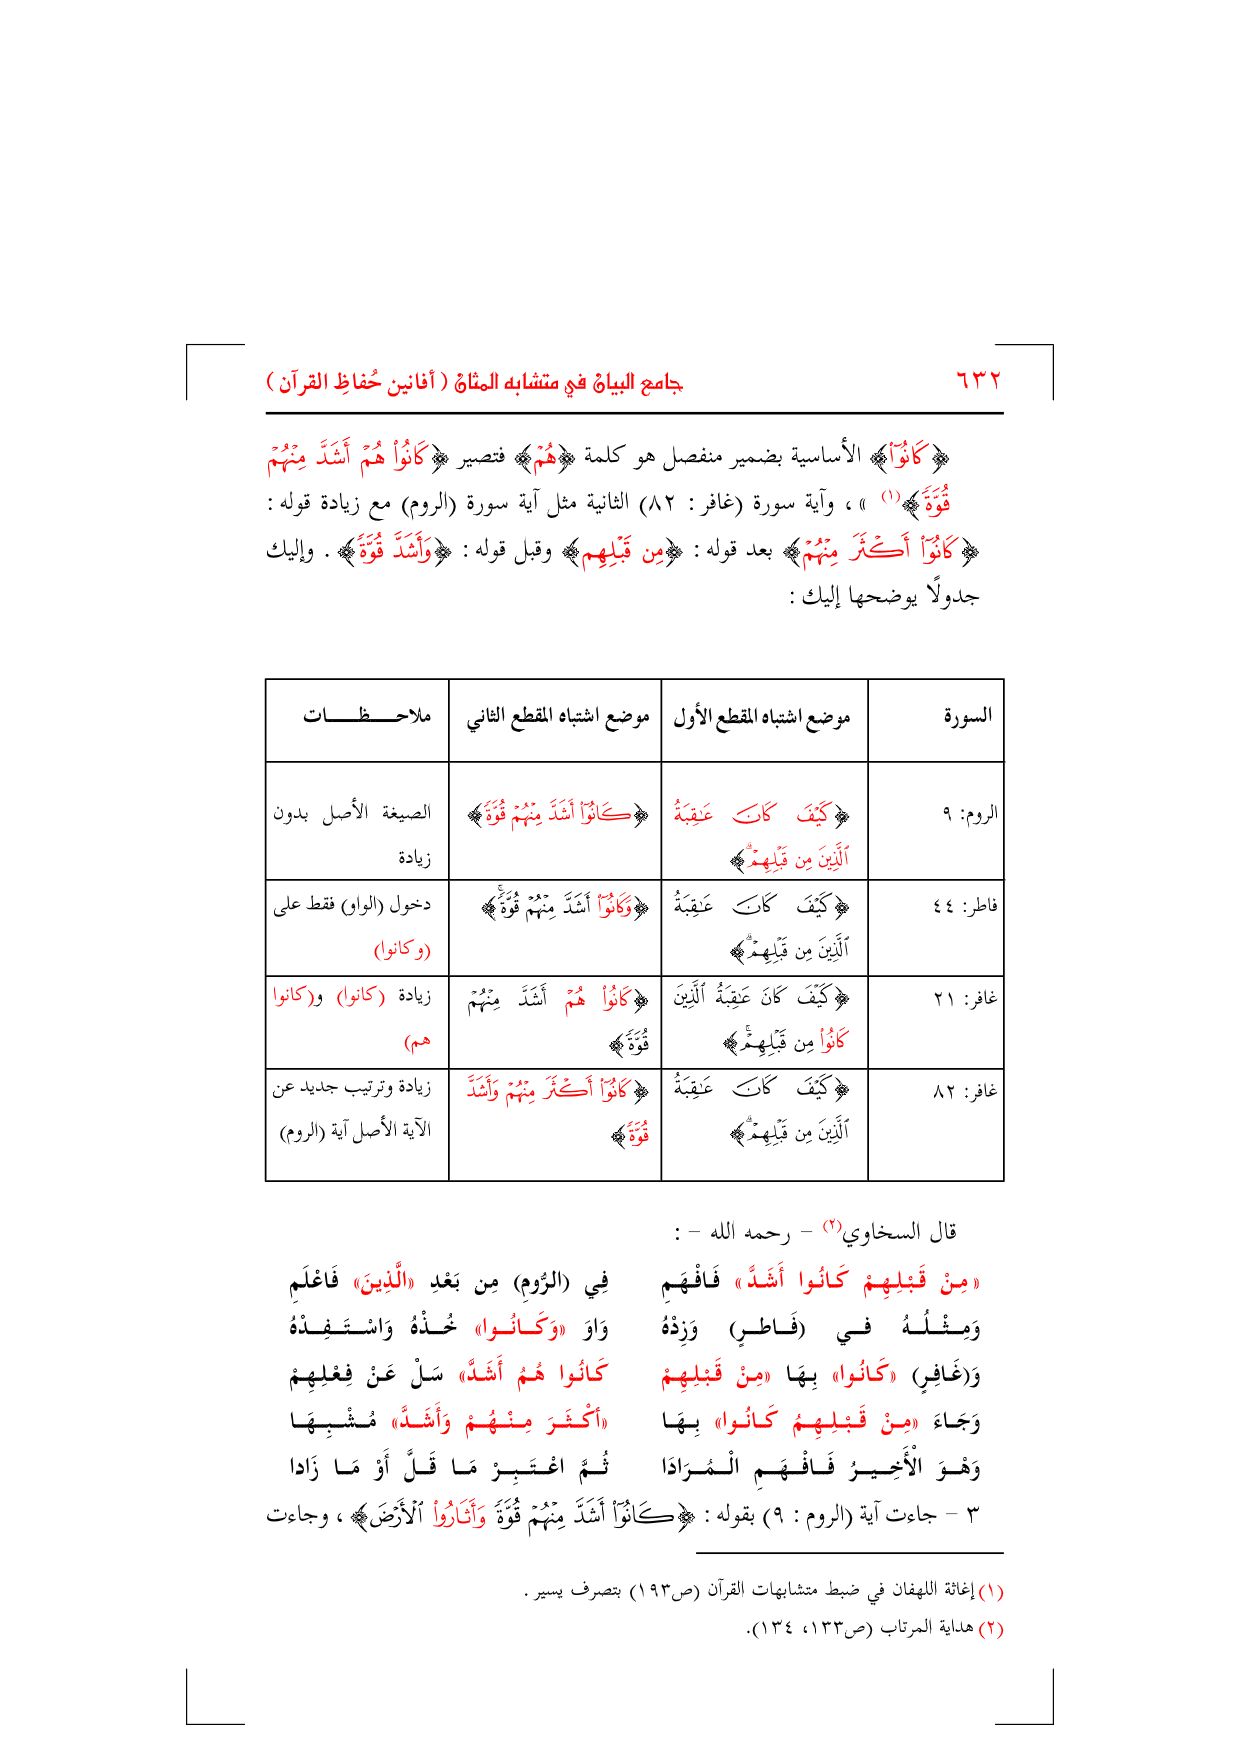 ٦٣٢ جامع البيان في متشابه المثان ( أفانين حُفاظِ القرآن )
﴿كَانُوٓا۟﴾ الأساسية بضمير منفصل هو كلمة ﴿هُمْ﴾ فتصير ﴿كَانُوا۟ هُمْ أَشَدَّ مِنْهُمْ
قُوَّةً﴾(١) » ، وآية سورة (غافر : ٨٢) الثانية مثل آية سورة (الروم) مع زيادة قوله :
﴿كَانُوٓا۟ أَكْثَرَ مِنْهُمْ﴾ بعد قوله : ﴿مِن قَبْلِهِم﴾ وقبل قوله : ﴿وَأَشَدَّ قُوَّةً﴾ . وإليك
جدولًا يوضحها إليك :
السورة موضع اشتباه المقطع الأول موضع اشتباه المقطع الثاني ملاحـــظـــات
الروم: ٩ ﴿كَيْفَ كَانَ عَـٰقِبَةُ ﴿كَانُوٓا۟ أَشَدَّ مِنْهُمْ قُوَّةً﴾ الصيغة الأصل بدون
ٱلَّذِينَ مِن قَبْلِهِمْ ۚ﴾ زيادة
فاطر: ٤٤ ﴿كَيْفَ كَانَ عَـٰقِبَةُ ﴿وَكَانُوٓا۟ أَشَدَّ مِنْهُمْ قُوَّةً ۚ﴾ دخول (الواو) فقط على
ٱلَّذِينَ مِن قَبْلِهِمْ ۚ﴾ (وكانوا)
غافر: ٢١ ﴿كَيْفَ كَانَ عَـٰقِبَةُ ٱلَّذِينَ ﴿كَانُوا۟ هُمْ أَشَدَّ مِنْهُمْ زيادة (كانوا) و(كانوا
كَانُوا۟ مِن قَبْلِهِمْ ۚ﴾ قُوَّةً﴾ هم)
غافر: ٨٢ ﴿كَيْفَ كَانَ عَـٰقِبَةُ ﴿كَانُوٓا۟ أَكْثَرَ مِنْهُمْ وَأَشَدَّ زيادة وترتيب جديد عن
ٱلَّذِينَ مِن قَبْلِهِمْ ۚ﴾ قُوَّةً﴾ الآية الأصل آية (الروم)
قال السخاوي(٢) – رحمه الله – :
«مِنْ قَبْلِهِمْ كَانُوا أَشَدَّ» فَافْهَمِ فِي (الرُّومِ) مِن بَعْدِ «الَّذِينَ» فَاعْلَمِ
وَمِثْلُهُ في (فَاطرٍ) وَزِدْهُ وَاوَ «وَكَانُوا» خُذْهُ وَاسْتَفِدْهُ
وَ(غَافِرٍ) «كَانُوا» بِهَا «مِنْ قَبْلِهِمْ كَانُوا هُمُ أَشَدَّ» سَلْ عَنْ فِعْلِهِمْ
وَجَاءَ «مِنْ قَبْلِهِمُ كَانُوا» بِهَا «أكْثَرَ مِنْهُمْ وَأَشَدَّ» مُشْبِهَا
وَهْوَ الْأَخِيرُ فَافْهَمِ الْمُرَادَا ثُمَّ اعْتَبِرْ مَا قَلَّ أَوْ مَا زَادا
٣ – جاءت آية (الروم : ٩) بقوله : ﴿كَانُوٓا۟ أَشَدَّ مِنْهُمْ قُوَّةً وَأَثَارُوا۟ ٱلْأَرْضَ﴾ ، وجاءت
(١) إغاثة اللهفان في ضبط متشابهات القرآن (ص١٩٣) بتصرف يسير .
(٢) هداية المرتاب (ص١٣٣، ١٣٤).